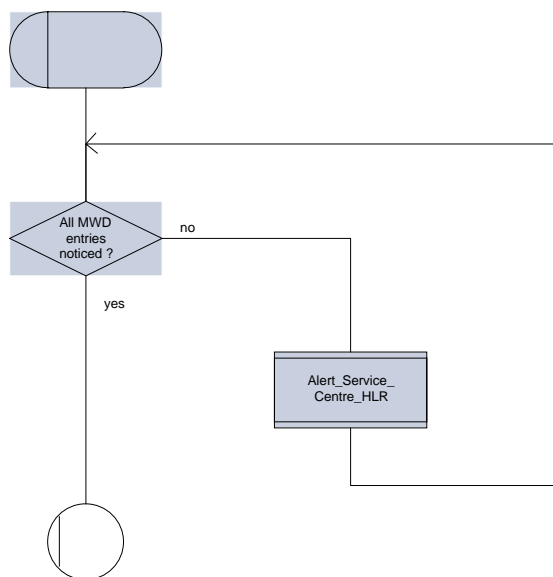 All MWD
entries
noticed ?
no
yes
Alert_Service_
Centre_HLR